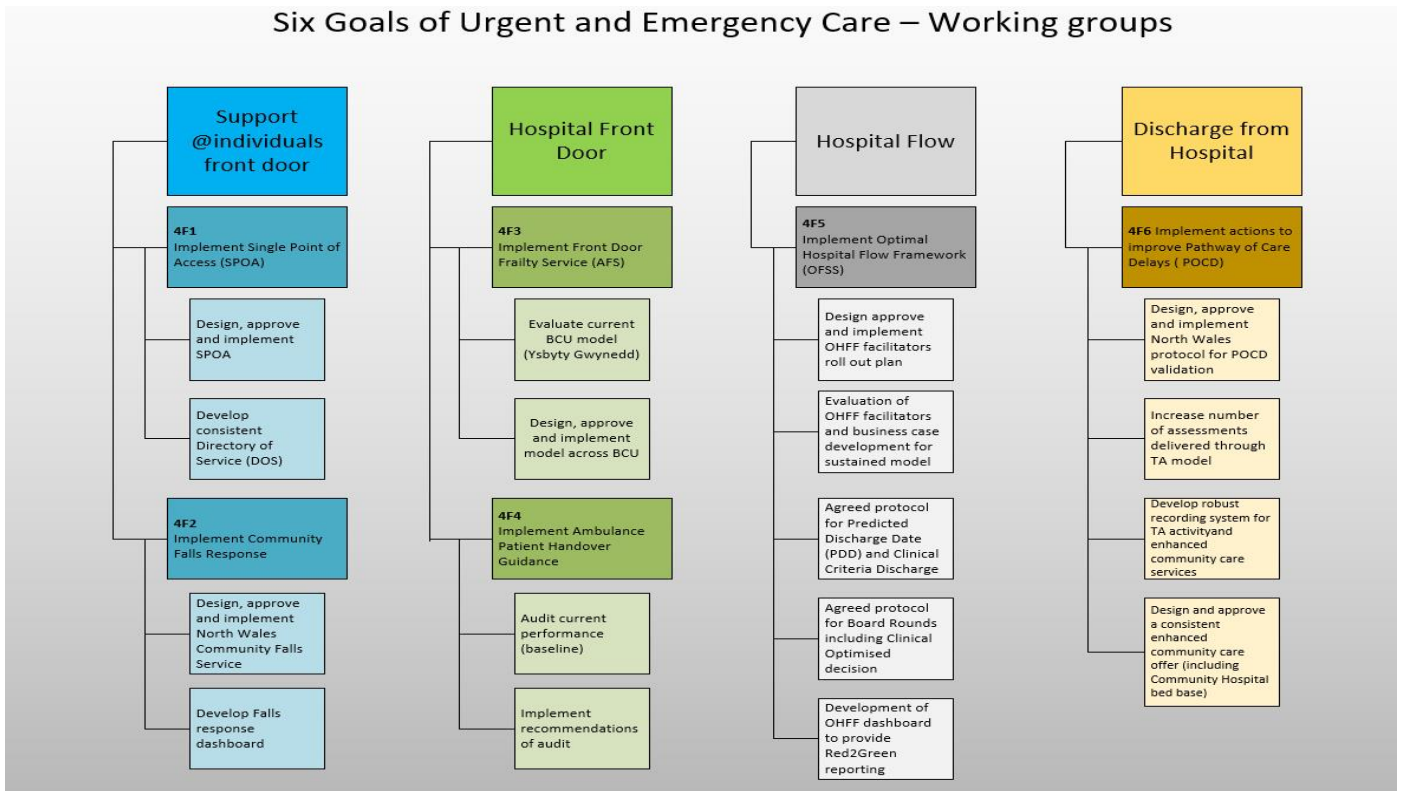 Six Goals of Urgent and Emergency Care – Working groups
Support
@individuals
front door
4F1
Implement Single Point of
Access (SPOA)
Design, approve
and implement
SPOA
Develop
consistent
Directory of
Service (DOS)
4F2
Implement Community
Falls Response
Design, approve
and implement
North Wales
Community Falls
Service
Develop Falls
response
dashboard
Hospital Front
Door
4F3
Implement Front Door
Frailty Service (AFS)
Evaluate current
BCU model
(Ysbyty Gwynedd)
Design, approve
and implement
model across BCU
4F4
Implement Ambulance
Patient Handover
Guidance
Audit current
performance
(baseline)
Implement
recommendations
of audit
Hospital Flow
4F5
Implement Optimal
Hospital Flow Framework
(OFSS)
Design approve
and implement
OHFF facilitators
roll out plan
Evaluation of
OHFF facilitators
and business case
development for
sustained model
Agreed protocol
for Predicted
Discharge Date
(PDD) and Clinical
Criteria Discharge
Agreed protocol
for Board Rounds
including Clinical
Optimised
decision
Development of
OHFF dashboard
to provide
Red2Green
reporting
Discharge from
Hospital
4F6 Implement actions to
improve Pathway of Care
Delays ( POCD)
Design, approve
and implement
North Wales
protocol for POCD
validation
Increase number
of assessments
delivered through
TA model
Develop robust
recording system for
TA activityand
enhanced
community care
services
Design and approve
a consistent
enhanced
community care
offer (including
Community Hospital
bed base)